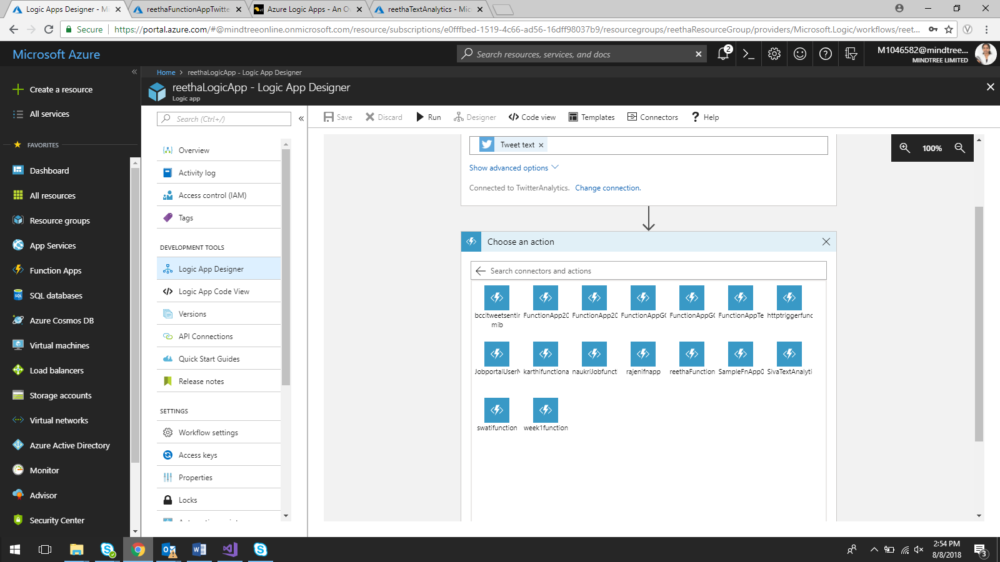 Logic Apps Designer - Mi
reethaFunctionAppTwitte
Azure Logic Apps - An O
reethaTextAnalytics - Mic
Secure
https://portal.azure.com/#@mindtreeonline.onmicrosoft.com/resource/subscriptions/e0fffbed-1519-4c66-ad56-16dff98037b9/resourcegroups/reethaResourceGroup/providers/Microsoft.Logic/workflows/reet...
Microsoft Azure
Search resources, services, and docs
2
M1046582@mindtree...
MINDTREE LIMITED
Home > reethaLogicApp - Logic App Designer
reethaLogicApp - Logic App Designer
Logic app
Create a resource
All services
FAVORITES
Dashboard
All resources
Resource groups
App Services
Function Apps
SQL databases
Azure Cosmos DB
Virtual machines
Load balancers
Storage accounts
Virtual networks
Azure Active Directory
Monitor
Advisor
Security Center
Search (Ctrl+/)
Overview
Activity log
Access control (IAM)
Tags
DEVELOPMENT TOOLS
Logic App Designer
Logic App Code View
Versions
API Connections
Quick Start Guides
Release notes
SETTINGS
Workflow settings
Access keys
Properties
Locks
Save
Discard
Run
Designer
Code view
Templates
Connectors
Help
Tweet text
Show advanced options
Connected to TwitterAnalytics. Change connection.
100%
Choose an action
Search connectors and actions
bccitweetsentir
mib
FunctionApp20
FunctionApp20
FunctionAppGC
FunctionAppGC
FunctionAppTe
httptriggerfunc
JobportalUserN
karthifunctiona
naukriJobfunct
rajenifnapp
reethaFunction
SampleFnApp0
SivaTextAnalyti
swatifunction
week1function
2:54 PM
8/8/2018
3